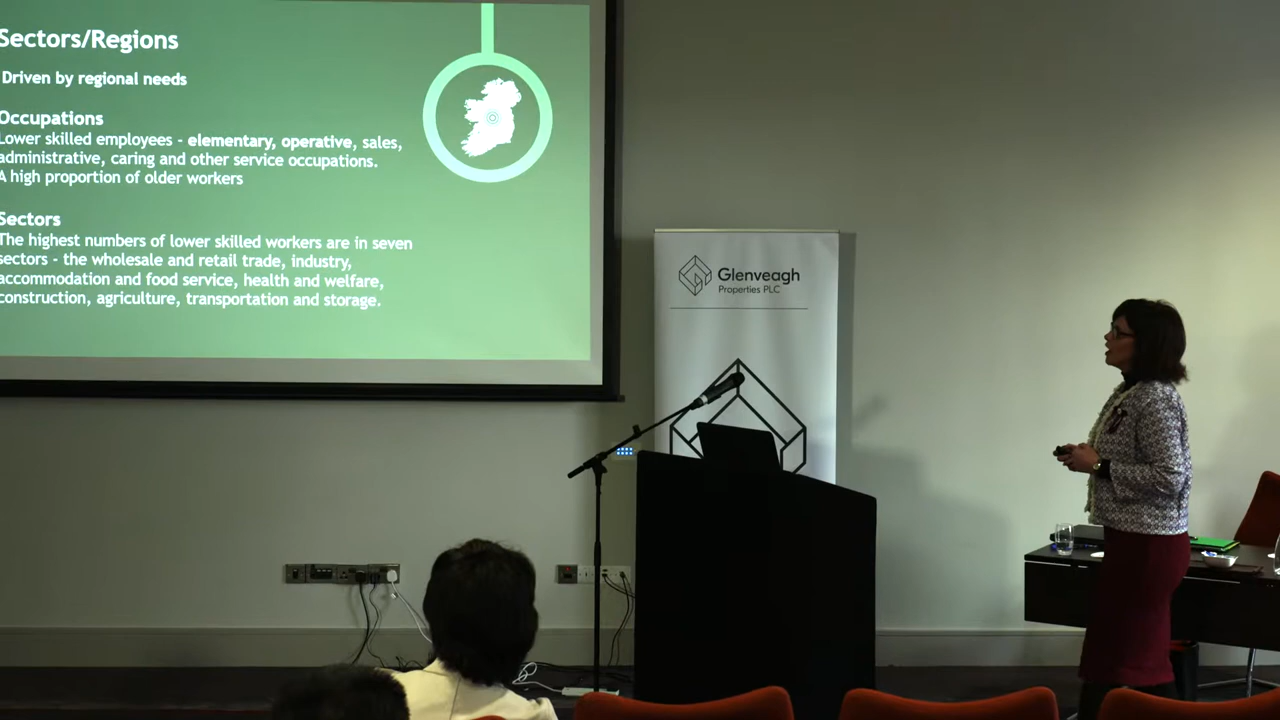 Sectors/Regions
Driven by regional needs
Occupations
Lower skilled employees - elementary, operative, sales,
administrative, caring and other service occupations.
A high proportion of older workers
Sectors
The highest numbers of lower skilled workers are in seven
sectors - the wholesale and retail trade, industry,
accommodation and food service, health and welfare,
construction, agriculture, transportation and storage.
Glenveagh
Properties PLC